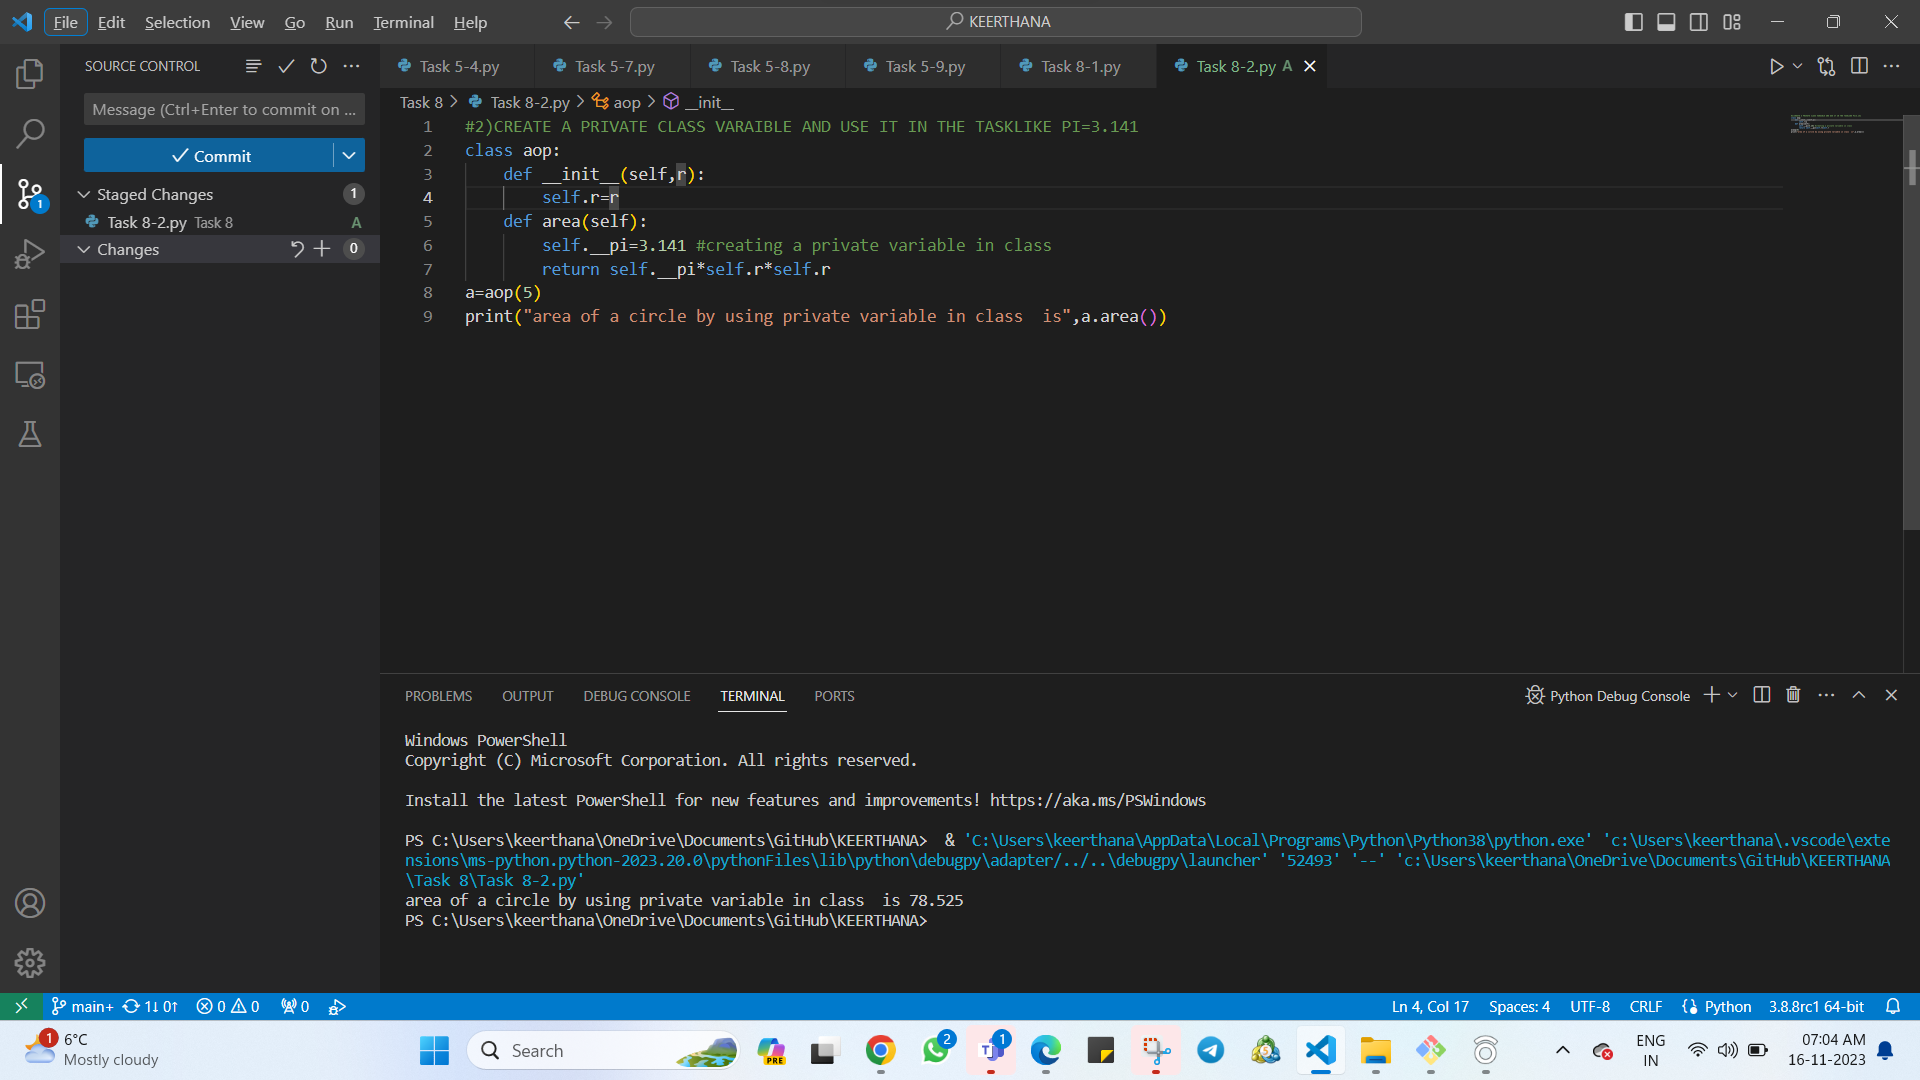 File Edit Selection View Go Run Terminal Help
KEERTHANA
SOURCE CONTROL
Task 5-4.py
Task 5-7.py
Task 5-8.py
Task 5-9.py
Task 8-1.py
Task 8-2.py A
Message (Ctrl+Enter to commit on ...
Commit
Staged Changes 1
Task 8-2.py Task 8 A
Changes 0
1
Task 8 > Task 8-2.py > aop > __init__
1 #2)CREATE A PRIVATE CLASS VARAIBLE AND USE IT IN THE TASKLIKE PI=3.141
2 class aop:
3 def __init__(self,r):
4 self.r=r
5 def area(self):
6 self.__pi=3.141 #creating a private variable in class
7 return self.__pi*self.r*self.r
8 a=aop(5)
9 print("area of a circle by using private variable in class  is",a.area())
PROBLEMS OUTPUT DEBUG CONSOLE TERMINAL PORTS
Python Debug Console
Windows PowerShell
Copyright (C) Microsoft Corporation. All rights reserved.
Install the latest PowerShell for new features and improvements! https://aka.ms/PSWindows
PS C:\Users\keerthana\OneDrive\Documents\GitHub\KEERTHANA>  & 'C:\Users\keerthana\AppData\Local\Programs\Python\Python38\python.exe' 'c:\Users\keerthana\.vscode\exte
nsions\ms-python.python-2023.20.0\pythonFiles\lib\python\debugpy\adapter/../..\debugpy\launcher' '52493' '--' 'c:\Users\keerthana\OneDrive\Documents\GitHub\KEERTHANA
\Task 8\Task 8-2.py'
area of a circle by using private variable in class  is 78.525
PS C:\Users\keerthana\OneDrive\Documents\GitHub\KEERTHANA>
main+ 1↓ 0↑ 0 0 0
Ln 4, Col 17 Spaces: 4 UTF-8 CRLF Python 3.8.8rc1 64-bit
1
6°C
Mostly cloudy
Search
PRE
2
1
ENG
IN
07:04 AM
16-11-2023